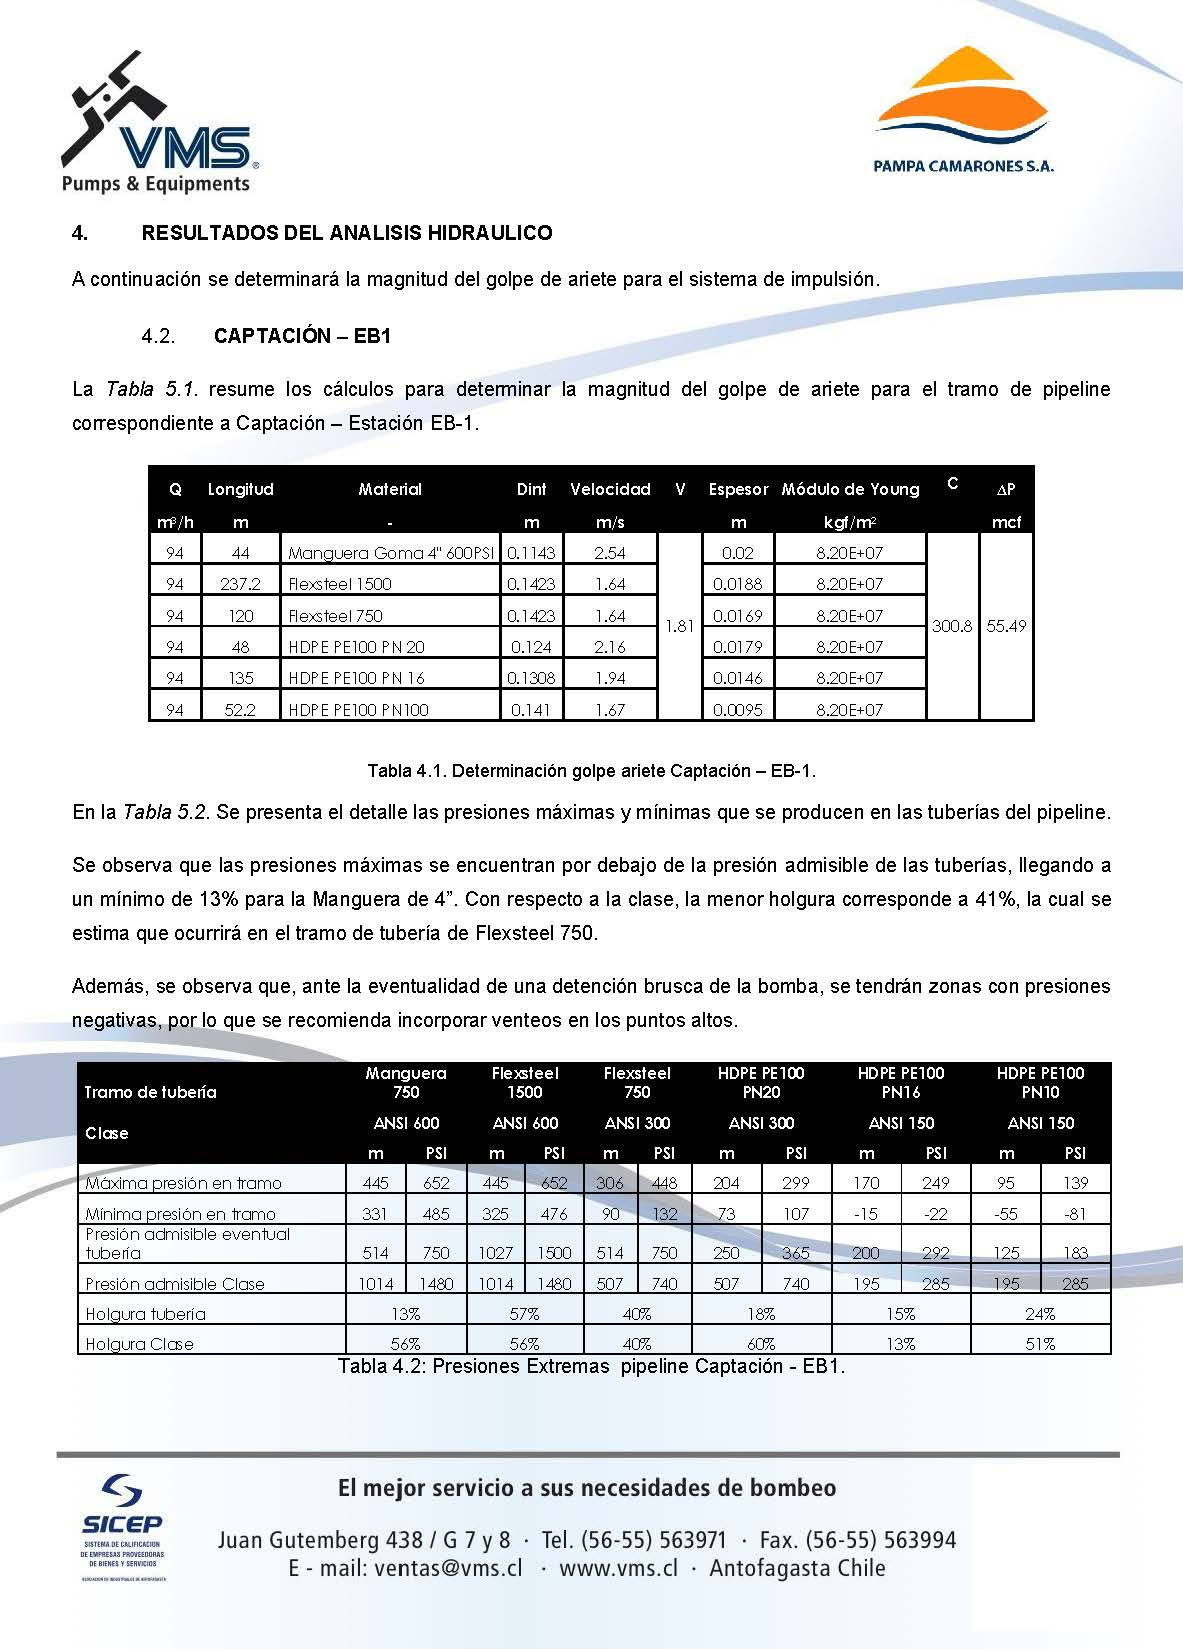 VMS®
Pumps & Equipments
PAMPA CAMARONES S.A.
4. RESULTADOS DEL ANALISIS HIDRAULICO
A continuación se determinará la magnitud del golpe de ariete para el sistema de impulsión.
4.2. CAPTACIÓN – EB1
La Tabla 5.1. resume los cálculos para determinar la magnitud del golpe de ariete para el tramo de pipeline
correspondiente a Captación – Estación EB-1.
Q Longitud Material Dint Velocidad V Espesor Módulo de Young C ∆P
m³/h m - m m/s m kgf/m² mcf
94 44 Manguera Goma 4" 600PSI 0.1143 2.54 0.02 8.20E+07
94 237.2 Flexsteel 1500 0.1423 1.64 0.0188 8.20E+07
94 120 Flexsteel 750 0.1423 1.64 0.0169 8.20E+07
1.81 300.8 55.49
94 48 HDPE PE100 PN 20 0.124 2.16 0.0179 8.20E+07
94 135 HDPE PE100 PN 16 0.1308 1.94 0.0146 8.20E+07
94 52.2 HDPE PE100 PN100 0.141 1.67 0.0095 8.20E+07
Tabla 4.1. Determinación golpe ariete Captación – EB-1.
En la Tabla 5.2. Se presenta el detalle las presiones máximas y mínimas que se producen en las tuberías del pipeline.
Se observa que las presiones máximas se encuentran por debajo de la presión admisible de las tuberías, llegando a
un mínimo de 13% para la Manguera de 4”. Con respecto a la clase, la menor holgura corresponde a 41%, la cual se
estima que ocurrirá en el tramo de tubería de Flexsteel 750.
Además, se observa que, ante la eventualidad de una detención brusca de la bomba, se tendrán zonas con presiones
negativas, por lo que se recomienda incorporar venteos en los puntos altos.
Tramo de tubería Manguera 750 Flexsteel 1500 Flexsteel 750 HDPE PE100 PN20 HDPE PE100 PN16 HDPE PE100 PN10
Clase ANSI 600 ANSI 600 ANSI 300 ANSI 300 ANSI 150 ANSI 150
m PSI m PSI m PSI m PSI m PSI m PSI
Máxima presión en tramo 445 652 445 652 306 448 204 299 170 249 95 139
Mínima presión en tramo 331 485 325 476 90 132 73 107 -15 -22 -55 -81
Presión admisible eventual
tubería 514 750 1027 1500 514 750 250 365 200 292 125 183
Presión admisible Clase 1014 1480 1014 1480 507 740 507 740 195 285 195 285
Holgura tubería 13% 57% 40% 18% 15% 24%
Holgura Clase 56% 56% 40% 60% 13% 51%
Tabla 4.2: Presiones Extremas pipeline Captación - EB1.
SICEP
SISTEMA DE CALIFICACION
DE EMPRESAS PROVEEDORAS
DE BIENES Y SERVICIOS
ASOCIACION DE INDUSTRIALES DE ANTOFAGASTA
El mejor servicio a sus necesidades de bombeo
Juan Gutemberg 438 / G 7 y 8 · Tel. (56-55) 563971 · Fax. (56-55) 563994
E - mail: ventas@vms.cl · www.vms.cl · Antofagasta Chile